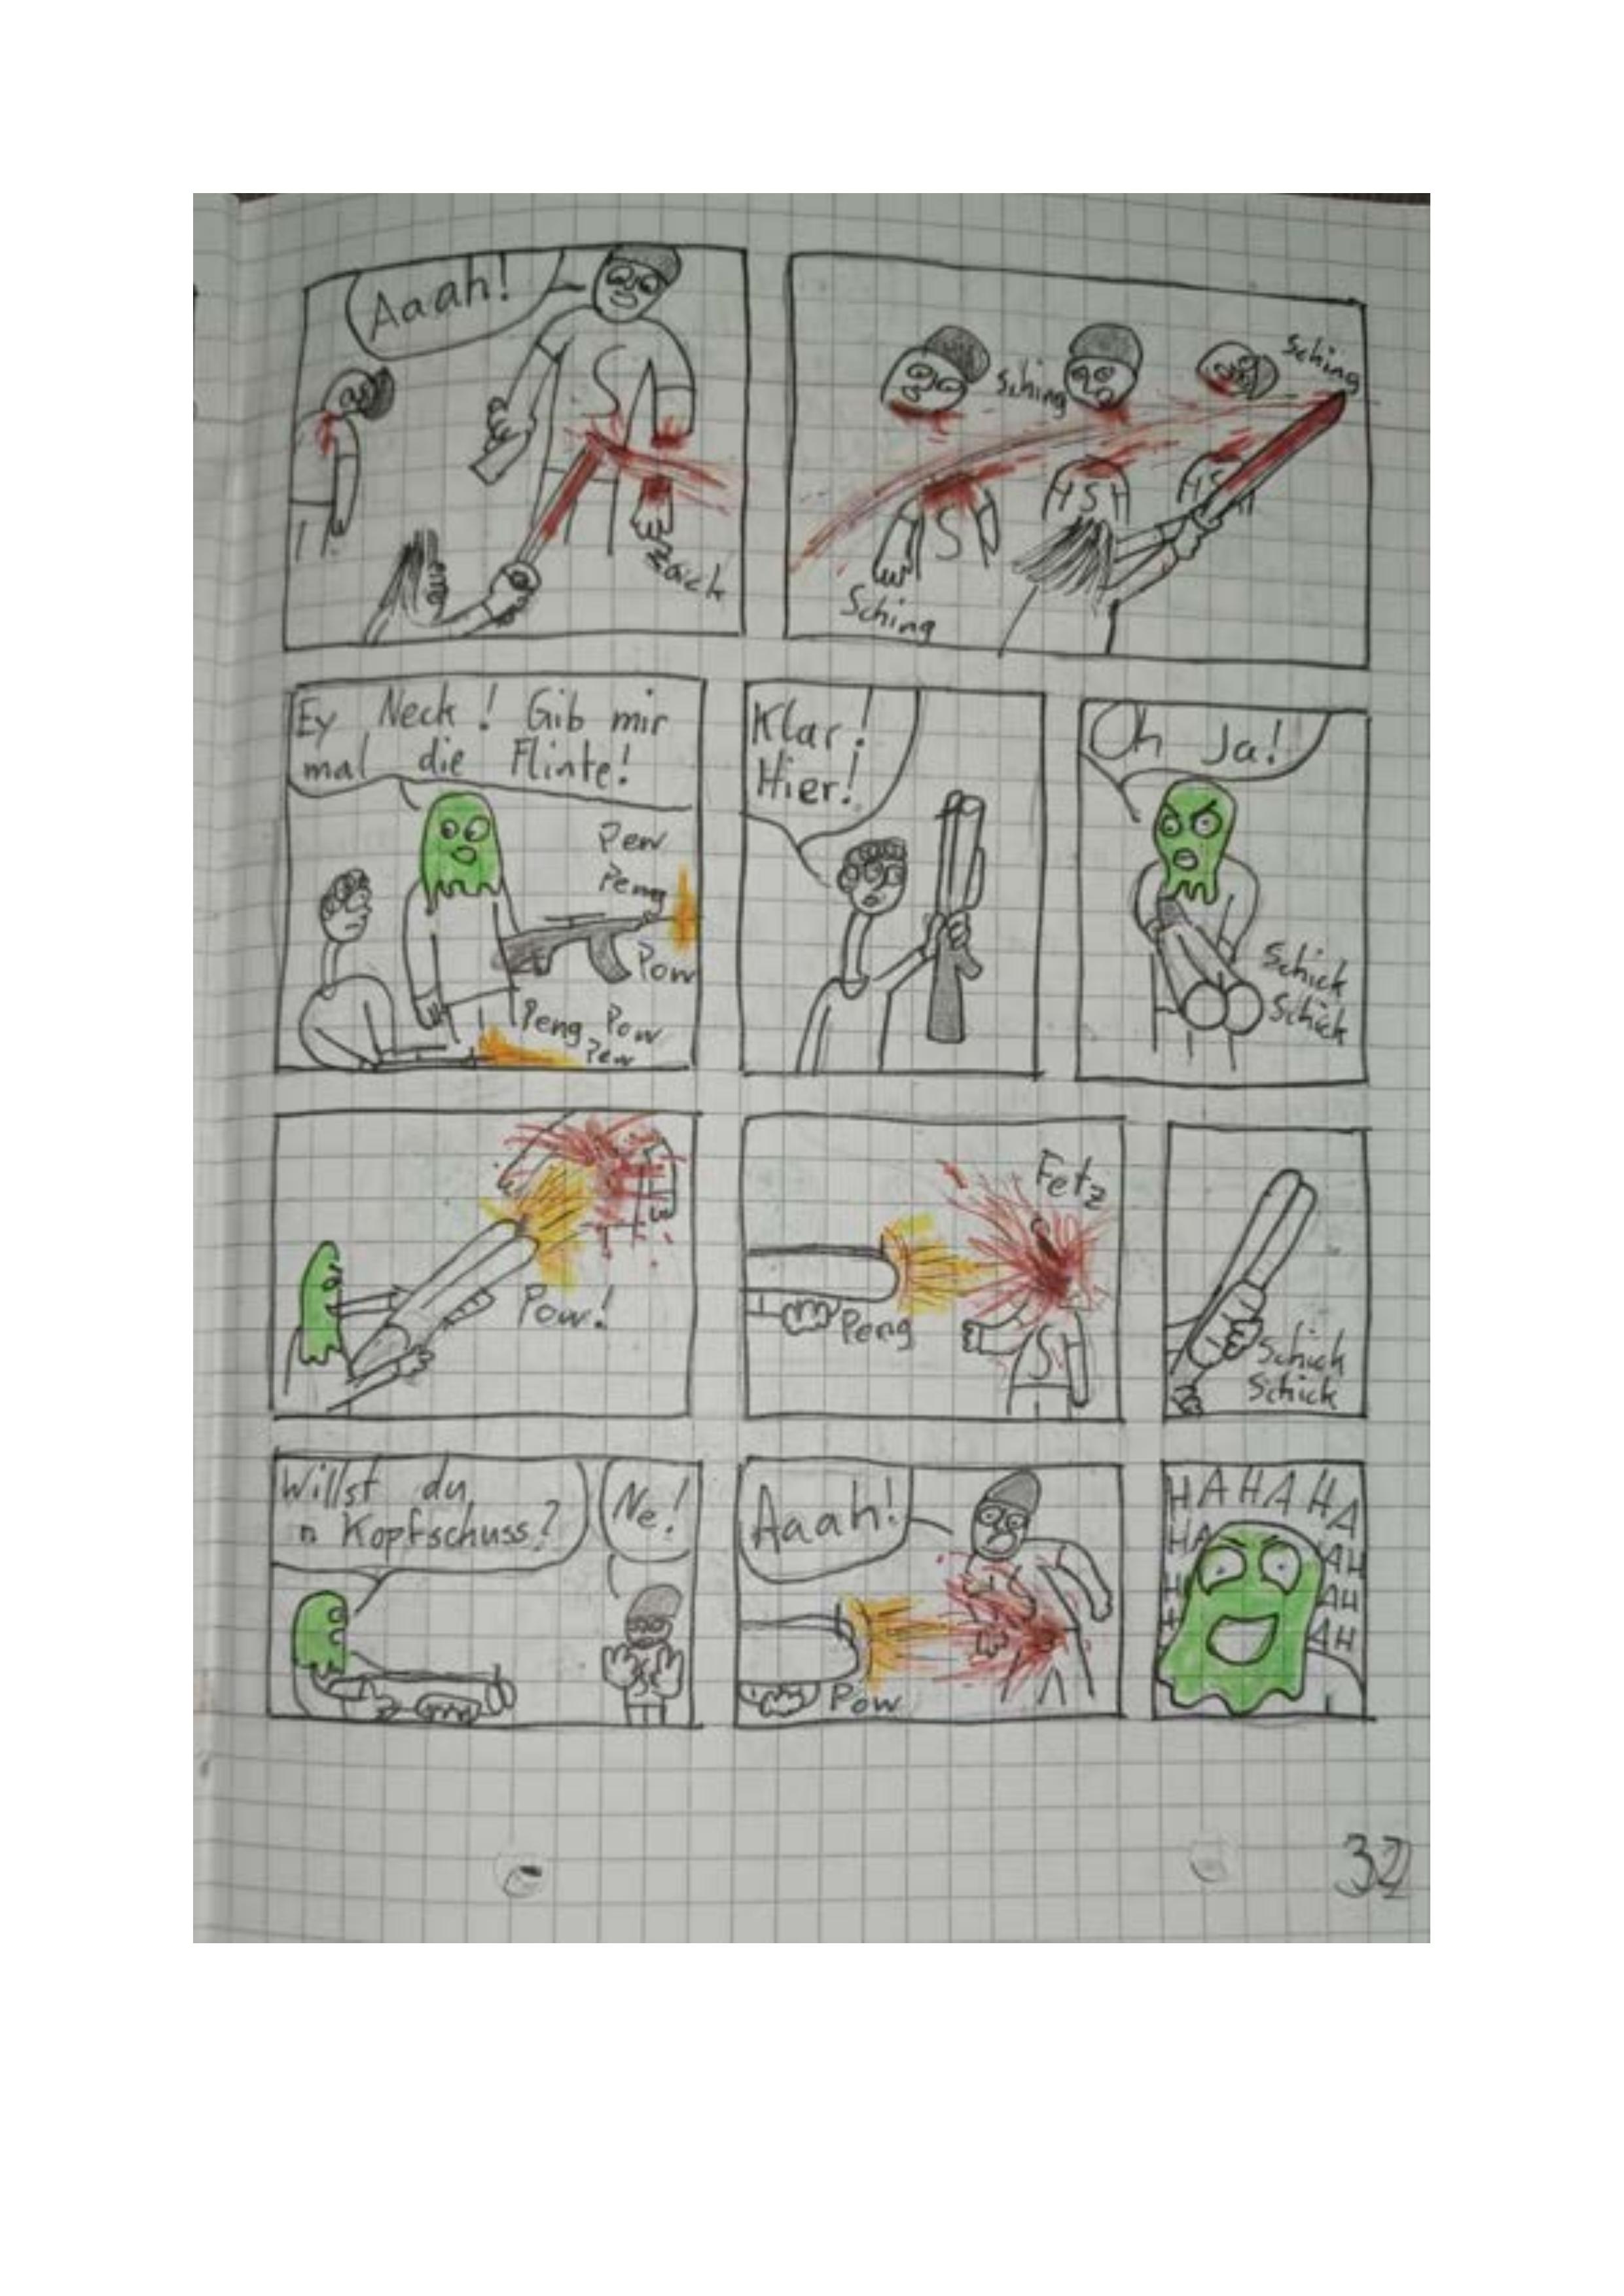 Aaah!
S
Zack
Sching
Sching
Sching
S
HSH
HSH
Ey Neck! Gib mir
mal die Flinte!
Pew
Peng
Pow
Peng Pow
Pew
Klar!
Hier!
Oh Ja!
Schick
Schick
Pow!
Fetz
Peng
S
Schick
Schick
Willst du
n Kopfschuss?
Ne!
Aaah!
Pow
HAHAHA
HA
AH
AH
AH
32